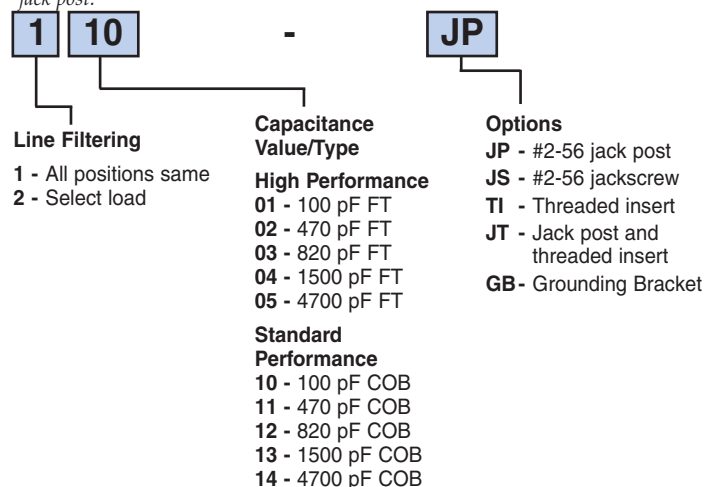 jack post.
1 10 - JP
Line Filtering
1 - All positions same
2 - Select load
Capacitance
Value/Type
High Performance
01 - 100 pF FT
02 - 470 pF FT
03 - 820 pF FT
04 - 1500 pF FT
05 - 4700 pF FT
Standard
Performance
10 - 100 pF COB
11 - 470 pF COB
12 - 820 pF COB
13 - 1500 pF COB
14 - 4700 pF COB
Options
JP - #2-56 jack post
JS - #2-56 jackscrew
TI - Threaded insert
JT - Jack post and
threaded insert
GB - Grounding Bracket